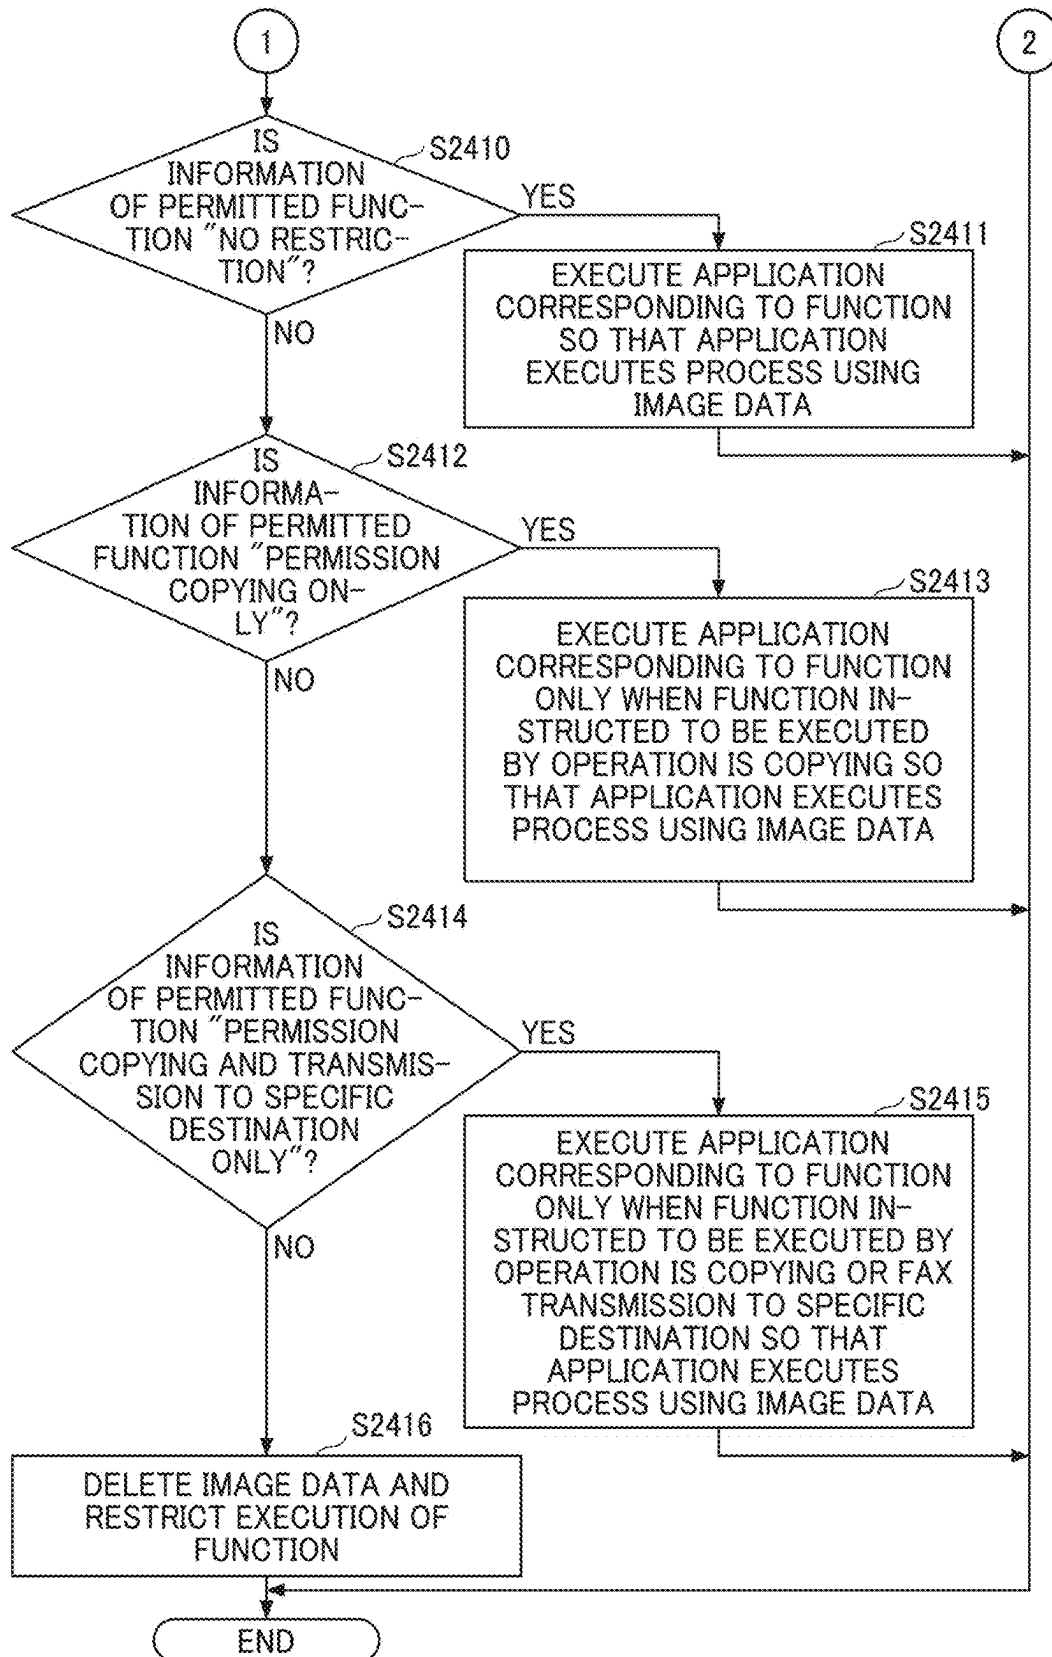 1
2
IS
INFORMATION
OF PERMITTED FUNC-
TION "NO RESTRIC-
TION"?
S2410
YES
NO
S2411
EXECUTE APPLICATION
CORRESPONDING TO FUNCTION
SO THAT APPLICATION
EXECUTES PROCESS USING
IMAGE DATA
IS
INFORMA-
TION OF PERMITTED
FUNCTION "PERMISSION
COPYING ON-
LY"?
S2412
YES
NO
S2413
EXECUTE APPLICATION
CORRESPONDING TO FUNCTION
ONLY WHEN FUNCTION IN-
STRUCTED TO BE EXECUTED
BY OPERATION IS COPYING SO
THAT APPLICATION EXECUTES
PROCESS USING IMAGE DATA
IS
INFORMATION
OF PERMITTED FUNC-
TION "PERMISSION
COPYING AND TRANSMIS-
SION TO SPECIFIC
DESTINATION
ONLY"?
S2414
YES
NO
S2415
EXECUTE APPLICATION
CORRESPONDING TO FUNCTION
ONLY WHEN FUNCTION IN-
STRUCTED TO BE EXECUTED BY
OPERATION IS COPYING OR FAX
TRANSMISSION TO SPECIFIC
DESTINATION SO THAT
APPLICATION EXECUTES
PROCESS USING IMAGE DATA
S2416
DELETE IMAGE DATA AND
RESTRICT EXECUTION OF
FUNCTION
END